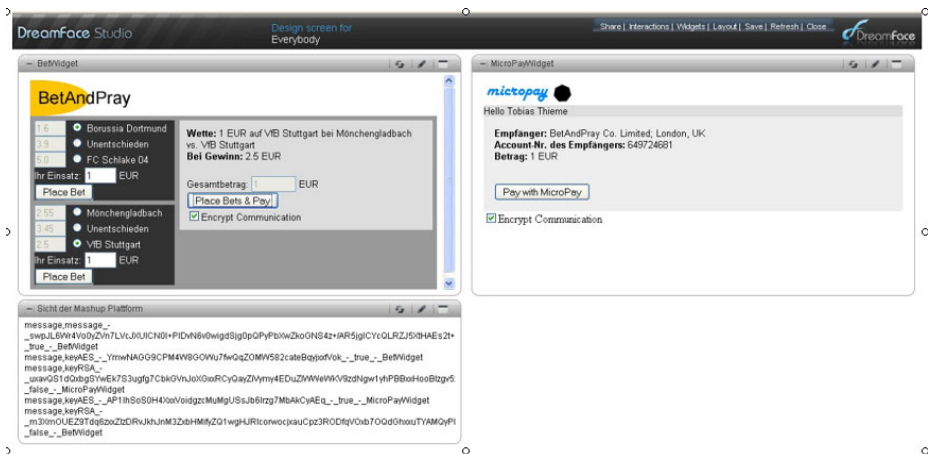 DreamFace Studio
Design screen for
Everybody
Share | Interactions | Widgets | Layout | Save | Refresh | Close
DreamFace
BetWidget
BetAndPray
1.6 Borussia Dortmund
3.9 Unentschieden
5.0 FC Schlake 04
Ihr Einsatz: 1 EUR
Place Bet
2.55 Mönchengladbach
3.45 Unentschieden
2.5 VfB Stuttgart
Ihr Einsatz: 1 EUR
Place Bet
Wette: 1 EUR auf VfB Stuttgart bei Mönchengladbach
vs. VfB Stuttgart
Bei Gewinn: 2.5 EUR
Gesamtbetrag: 1 EUR
Place Bets & Pay
Encrypt Communication
MicroPayWidget
micropay
Hello Tobias Thieme
Empfänger: BetAndPray Co. Limited; London, UK
Account-Nr. des Empfängers: 649724681
Betrag: 1 EUR
Pay with MicroPay
Encrypt Communication
Sicht der Mashup Plattform
message,message_-
_true_-_BetWidget
message,keyAES_-_ _-_true_-_BetWidget
message,keyRSA_-
_false_-_MicroPayWidget
message,keyAES_-_ _-_true_-_MicroPayWidget
message,keyRSA_-
_false_-_BetWidget